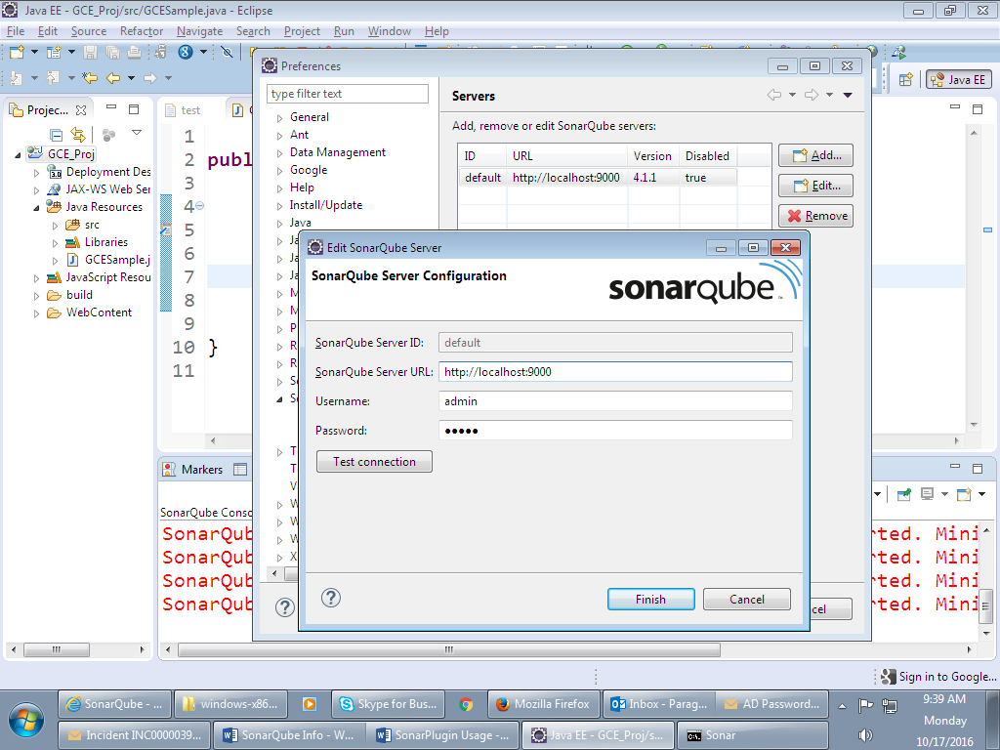 Java EE - GCE_Proj/src/GCESample.java - Eclipse
File Edit Source Refactor Navigate Search Project Run Window Help
Java EE
Projec...
test
GCE_Proj
Deployment Des
JAX-WS Web Ser
Java Resources
src
Libraries
GCESample.j
JavaScript Resou
build
WebContent
1
2 publ
3
4
5
6
7
8
9
10 }
11
Preferences
type filter text
General
Ant
Data Management
Google
Help
Install/Update
Java
Servers
Add, remove or edit SonarQube servers:
ID URL Version Disabled
default http://localhost:9000 4.1.1 true
Add...
Edit...
Remove
Edit SonarQube Server
SonarQube Server Configuration
sonarqube™
SonarQube Server ID: default
SonarQube Server URL: http://localhost:9000
Username: admin
Password: •••••
Test connection
Finish
Cancel
cel
Markers
SonarQube Conso
SonarQub rted. Mini
SonarQub rted. Mini
SonarQub rted. Mini
SonarQub rted. Mini
Sign in to Google...
SonarQube - ...
windows-x86...
Skype for Bus...
Mozilla Firefox
Inbox - Parag...
AD Password...
Incident INC0000039...
SonarQube Info - W...
SonarPlugin Usage - ...
Java EE - GCE_Proj/s...
Sonar
9:39 AM
Monday
10/17/2016